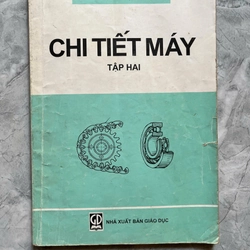 CHI TIẾT MÁY
TẬP HAI
NHÀ XUẤT BẢN GIÁO DỤC